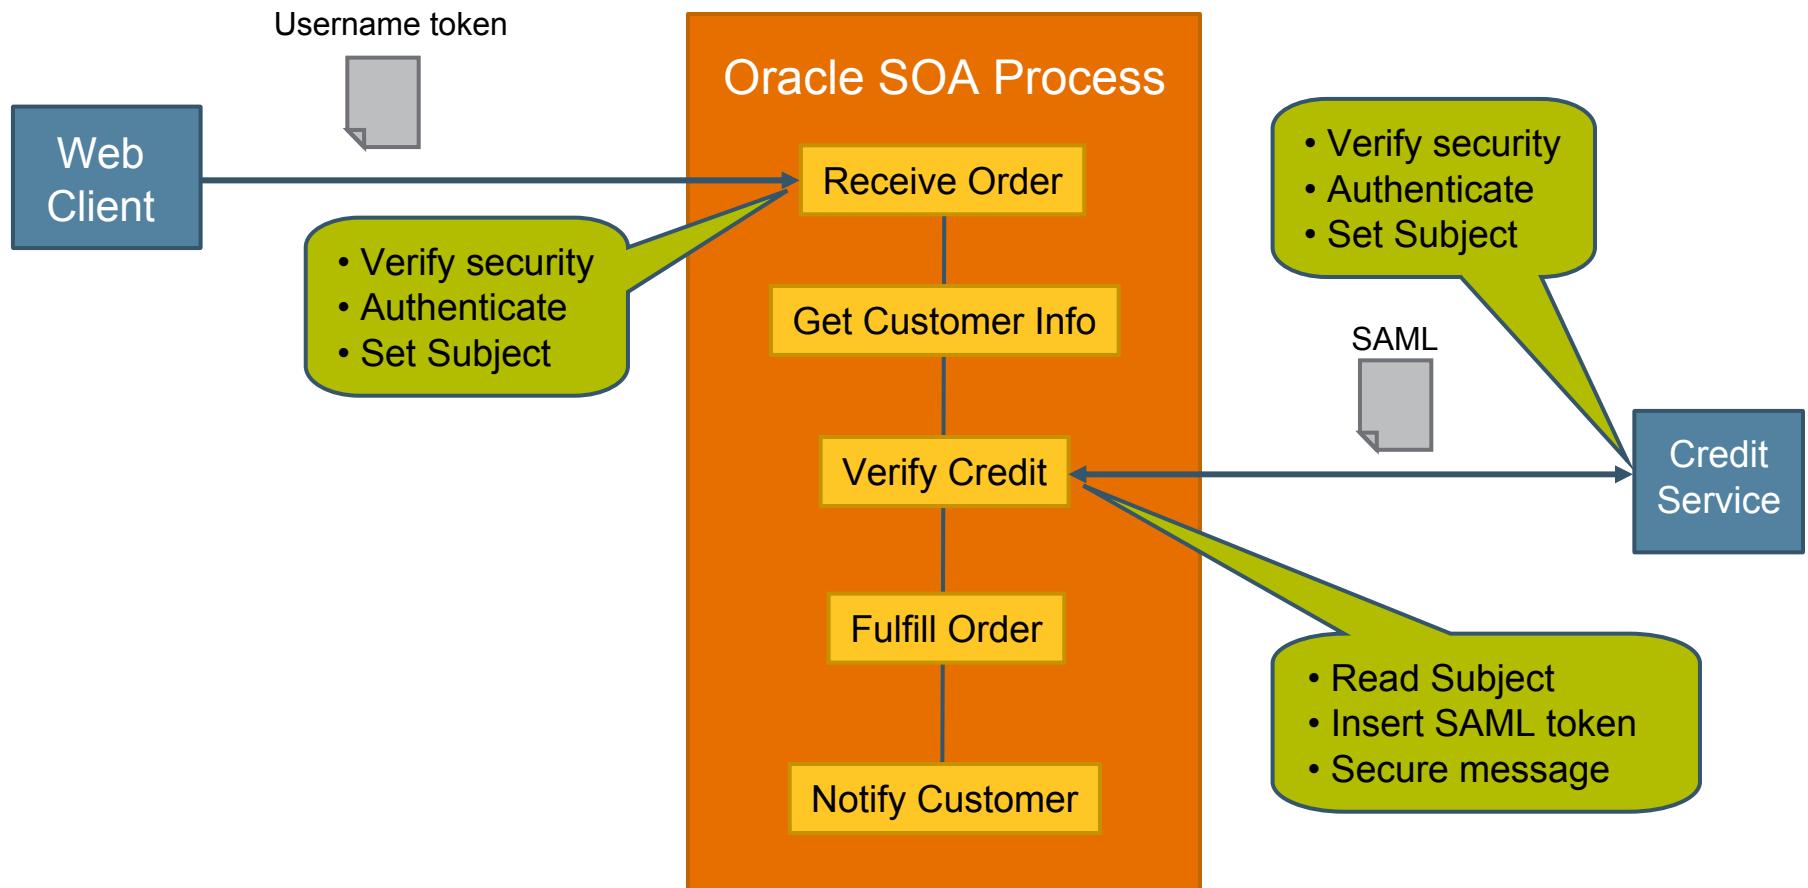 Username token
Oracle SOA Process
Web
Client
Receive Order
• Verify security
• Authenticate
• Set Subject
• Verify security
• Authenticate
• Set Subject
Get Customer Info
SAML
Verify Credit
Credit
Service
Fulfill Order
• Read Subject
• Insert SAML token
• Secure message
Notify Customer